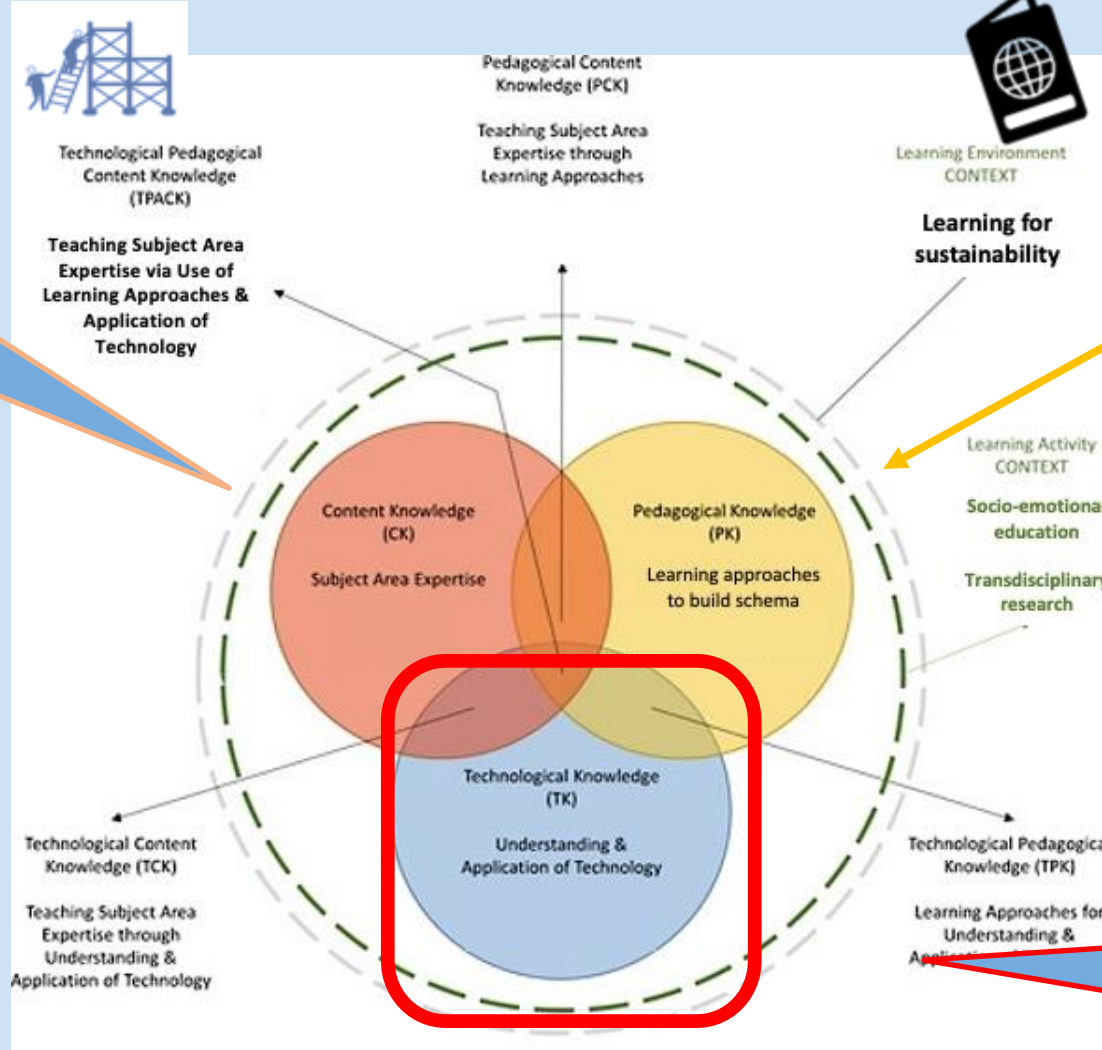 Pedagogical Content
Knowledge (PCK)
Teaching Subject Area
Expertise through
Learning Approaches
Technological Pedagogical
Content Knowledge
(TPACK)
Teaching Subject Area
Expertise via Use of
Learning Approaches &
Application of
Technology
Learning Environment
CONTEXT
Learning for
sustainability
Learning Activity
CONTEXT
Socio-emotional
education
Transdisciplinary
research
Content Knowledge
(CK)
Subject Area Expertise
Pedagogical Knowledge
(PK)
Learning approaches
to build schema
Technological Knowledge
(TK)
Understanding &
Application of Technology
Technological Content
Knowledge (TCK)
Teaching Subject Area
Expertise through
Understanding &
Application of Technology
Technological Pedagogical
Knowledge (TPK)
Learning Approaches for
Understanding &